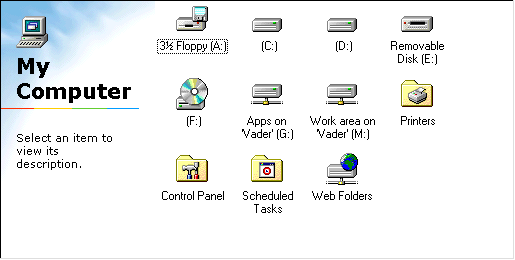 My
Computer
Select an item to
view its
description.
3½ Floppy (A:)
(C:)
(D:)
Removable
Disk (E:)
(F:)
Apps on
'Vader' (G:)
Work area on
'Vader' (M:)
Printers
Control Panel
Scheduled
Tasks
Web Folders